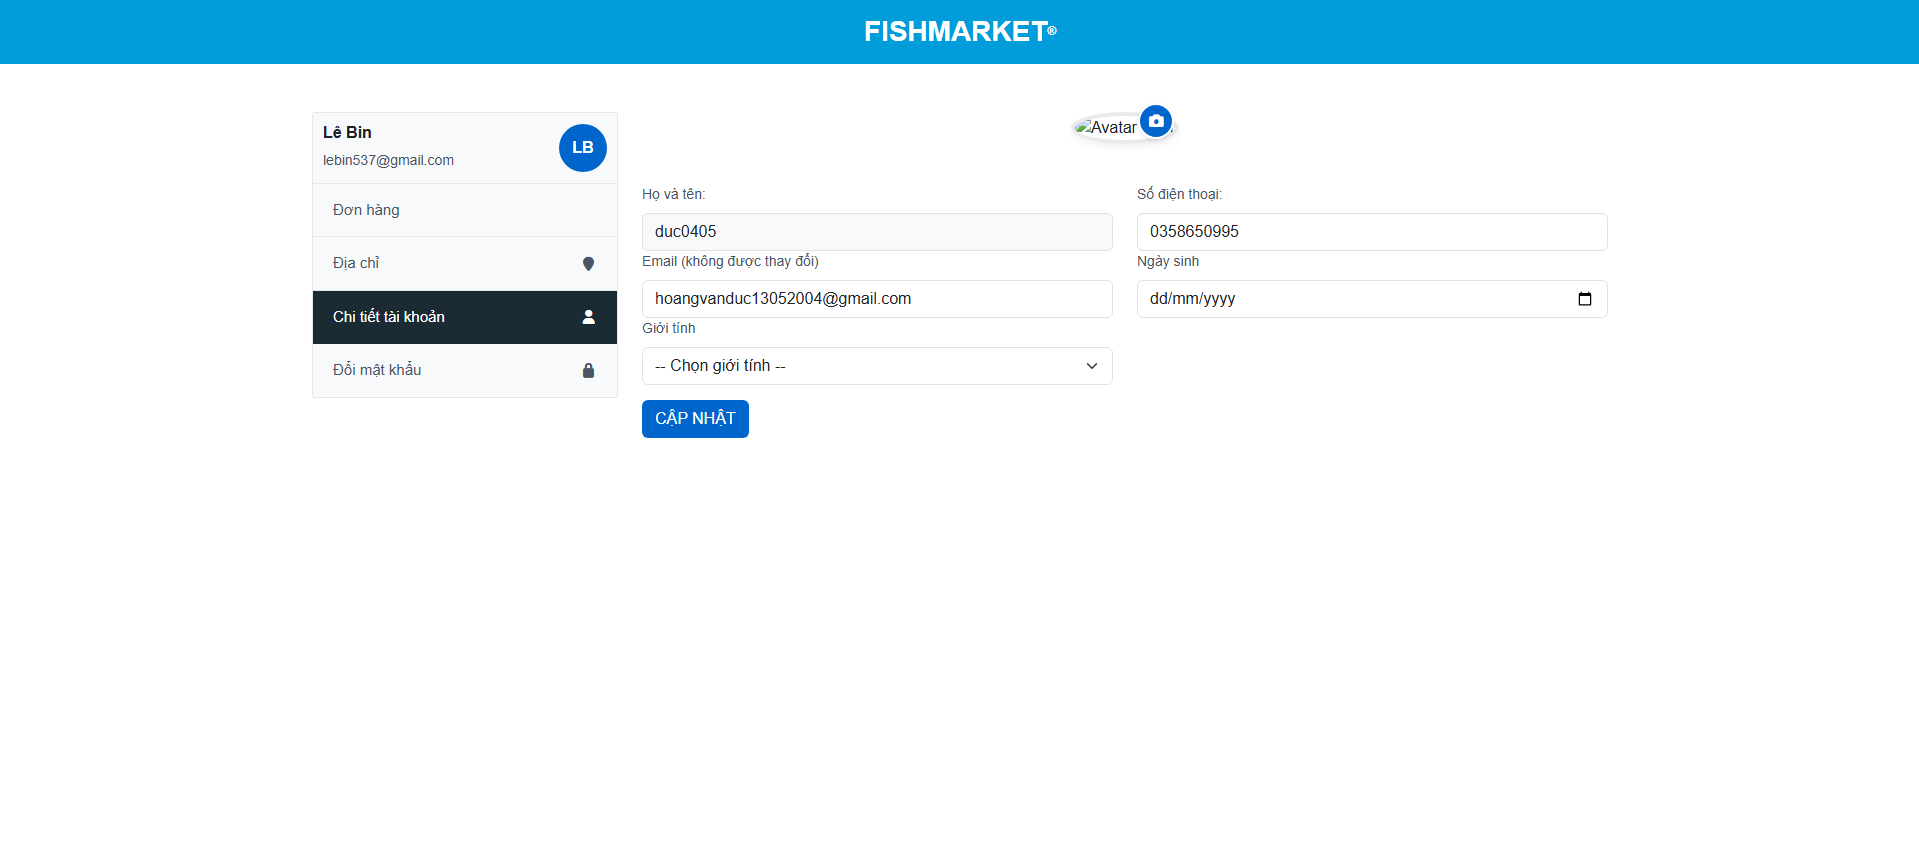 FISHMARKET®
Lê Bin
lebin537@gmail.com
LB
Đơn hàng
Địa chỉ
Chi tiết tài khoản
Đổi mật khẩu
Avatar
Họ và tên:
duc0405
Số điện thoại:
0358650995
Email (không được thay đổi)
hoangvanduc13052004@gmail.com
Ngày sinh
dd/mm/yyyy
Giới tính
-- Chọn giới tính --
CẬP NHẬT